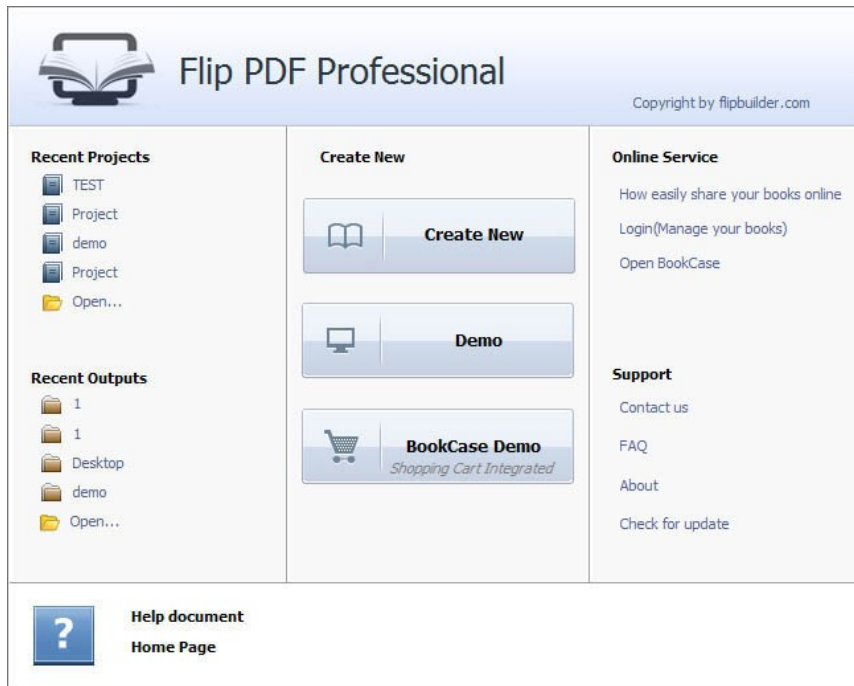 Flip PDF Professional
Copyright by flipbuilder.com
Recent Projects
TEST
Project
demo
Project
Open...
Recent Outputs
1
1
Desktop
demo
Open...
Create New
Create New
Demo
BookCase Demo
Shopping Cart Integrated
Online Service
How easily share your books online
Login(Manage your books)
Open BookCase
Support
Contact us
FAQ
About
Check for update
?
Help document
Home Page